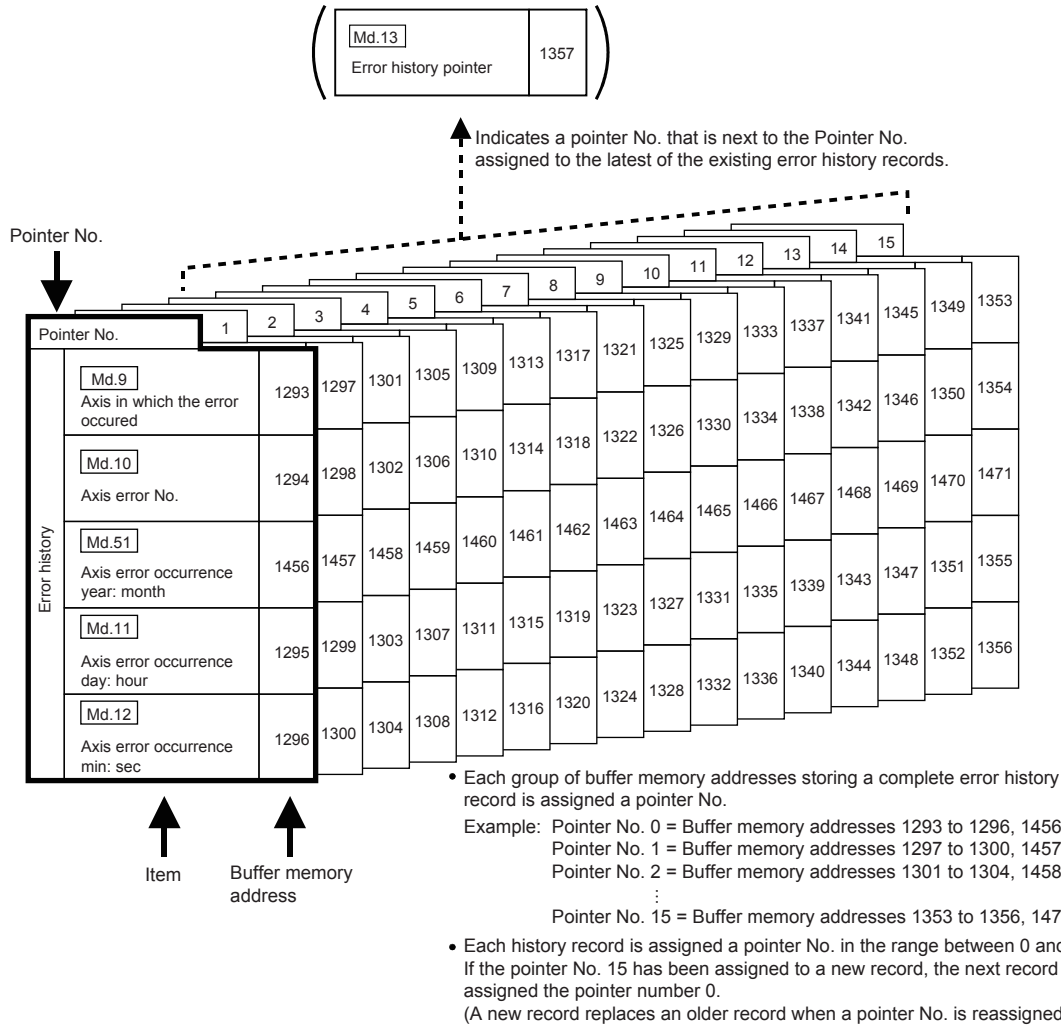 Md.13
Error history pointer
1357
Indicates a pointer No. that is next to the Pointer No.
assigned to the latest of the existing error history records.
Pointer No.
Pointer No.
1 2 3 4 5 6 7 8 9 10 11 12 13 14 15
Error history
Md.9
Axis in which the error
occured
1293 1297 1301 1305 1309 1313 1317 1321 1325 1329 1333 1337 1341 1345 1349 1353
Md.10
Axis error No.
1294 1298 1302 1306 1310 1314 1318 1322 1326 1330 1334 1338 1342 1346 1350 1354
Md.51
Axis error occurrence
year: month
1456 1457 1458 1459 1460 1461 1462 1463 1464 1465 1466 1467 1468 1469 1470 1471
Md.11
Axis error occurrence
day: hour
1295 1299 1303 1307 1311 1315 1319 1323 1327 1331 1335 1339 1343 1347 1351 1355
Md.12
Axis error occurrence
min: sec
1296 1300 1304 1308 1312 1316 1320 1324 1328 1332 1336 1340 1344 1348 1352 1356
Item
Buffer memory
address
• Each group of buffer memory addresses storing a complete error history
record is assigned a pointer No.
Example: Pointer No. 0 = Buffer memory addresses 1293 to 1296, 1456
Pointer No. 1 = Buffer memory addresses 1297 to 1300, 1457
Pointer No. 2 = Buffer memory addresses 1301 to 1304, 1458
⋮
Pointer No. 15 = Buffer memory addresses 1353 to 1356, 147
• Each history record is assigned a pointer No. in the range between 0 and
If the pointer No. 15 has been assigned to a new record, the next record
assigned the pointer number 0.
(A new record replaces an older record when a pointer No. is reassigned